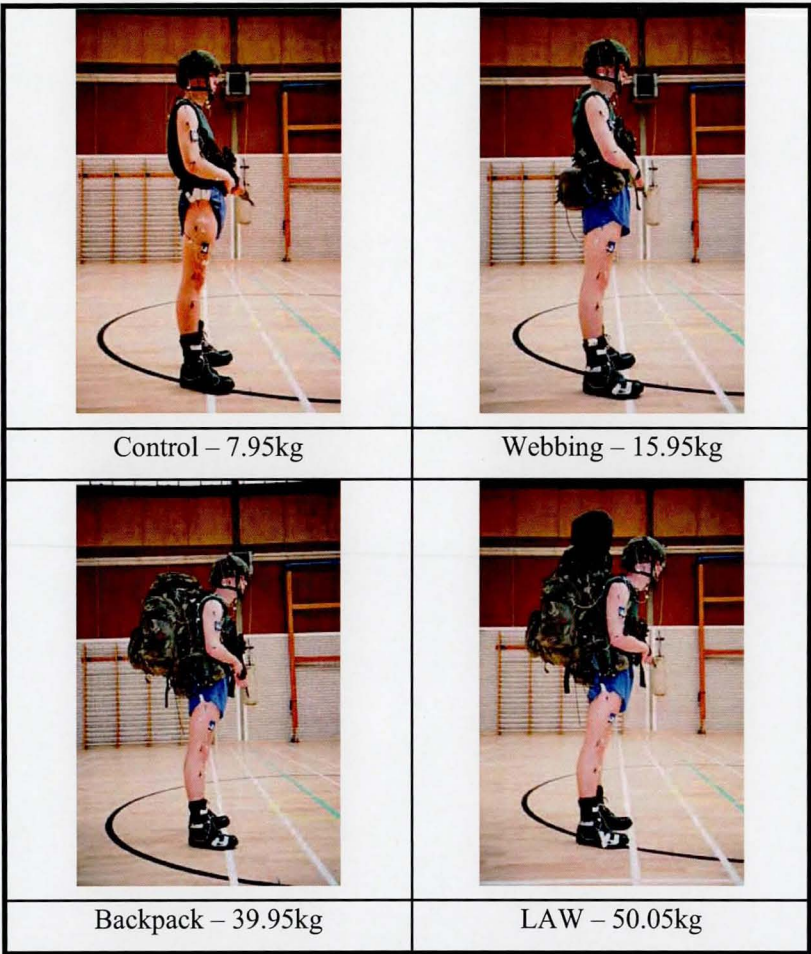 Control – 7.95kg
Webbing – 15.95kg
Backpack – 39.95kg
LAW – 50.05kg